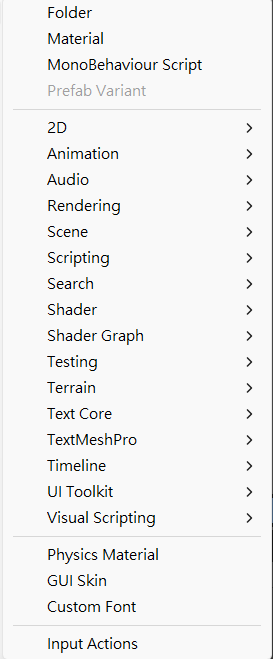 Folder
Material
MonoBehaviour Script
Prefab Variant
2D
Animation
Audio
Rendering
Scene
Scripting
Search
Shader
Shader Graph
Testing
Terrain
Text Core
TextMeshPro
Timeline
UI Toolkit
Visual Scripting
Physics Material
GUI Skin
Custom Font
Input Actions